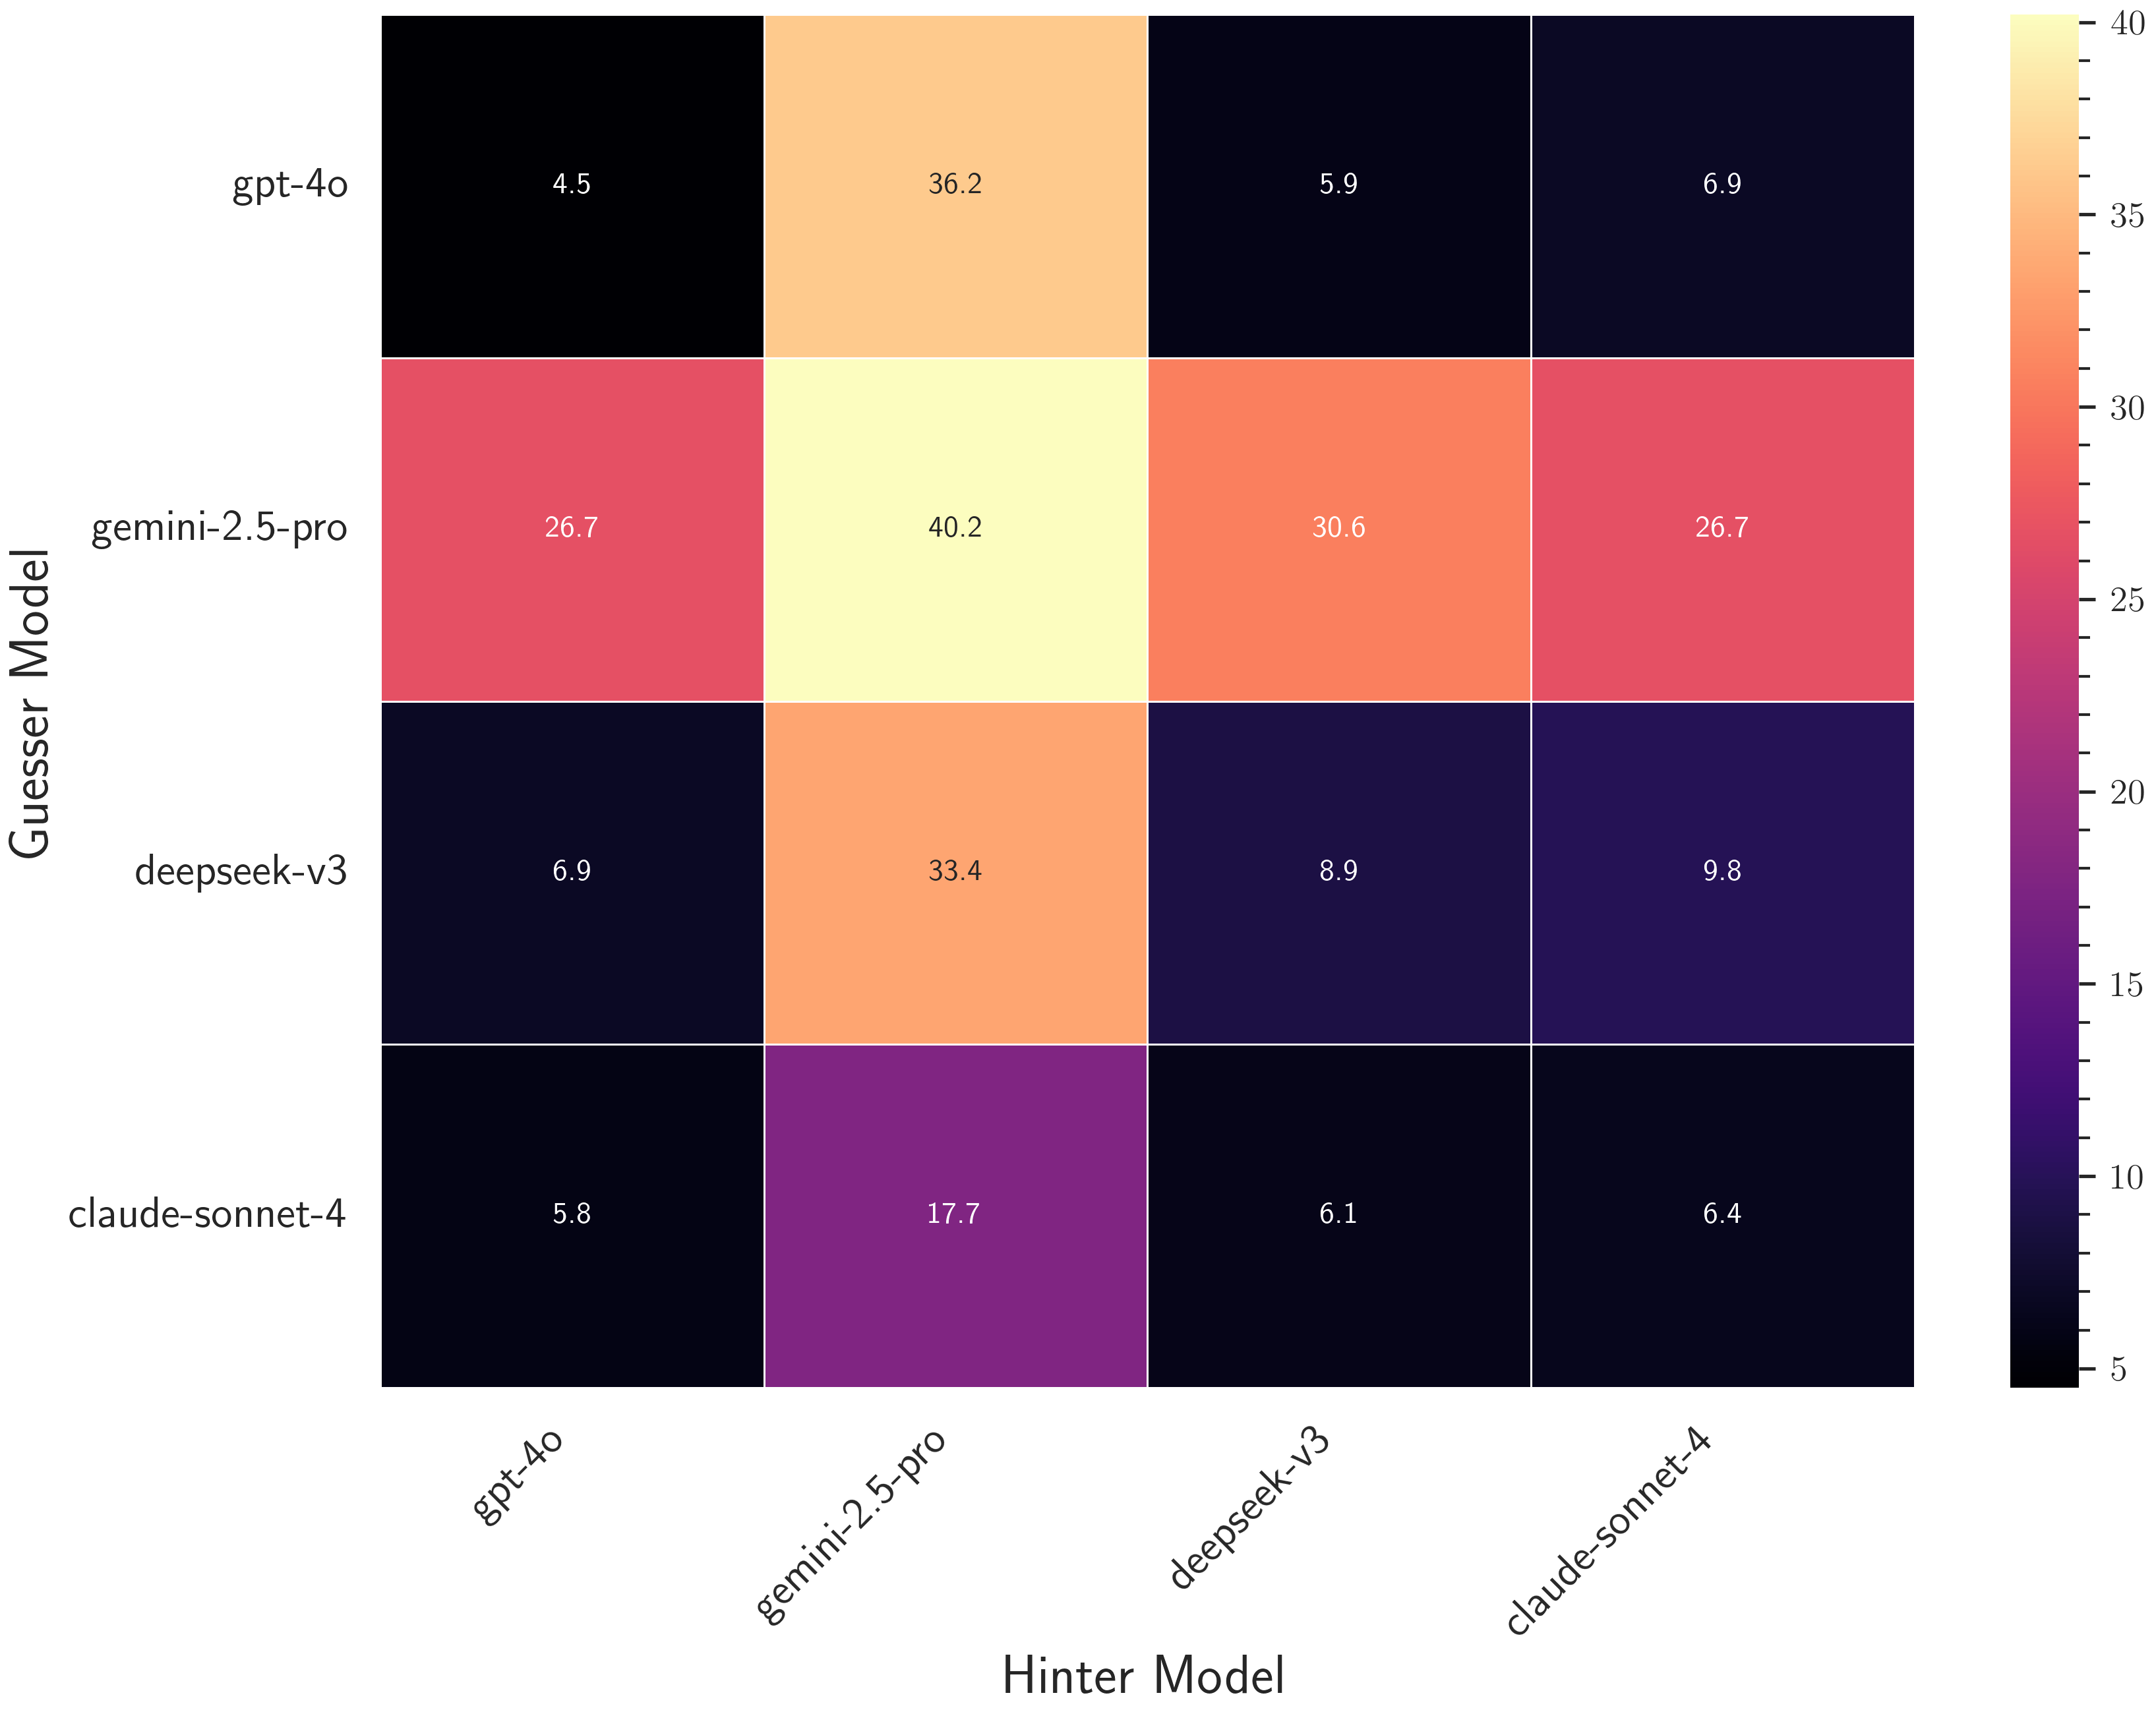 gpt-4o 4.5 36.2 5.9 6.9
gemini-2.5-pro 26.7 40.2 30.6 26.7
deepseek-v3 6.9 33.4 8.9 9.8
claude-sonnet-4 5.8 17.7 6.1 6.4
Guesser Model
gpt-4o gemini-2.5-pro deepseek-v3 claude-sonnet-4
Hinter Model
40
35
30
25
20
15
10
5